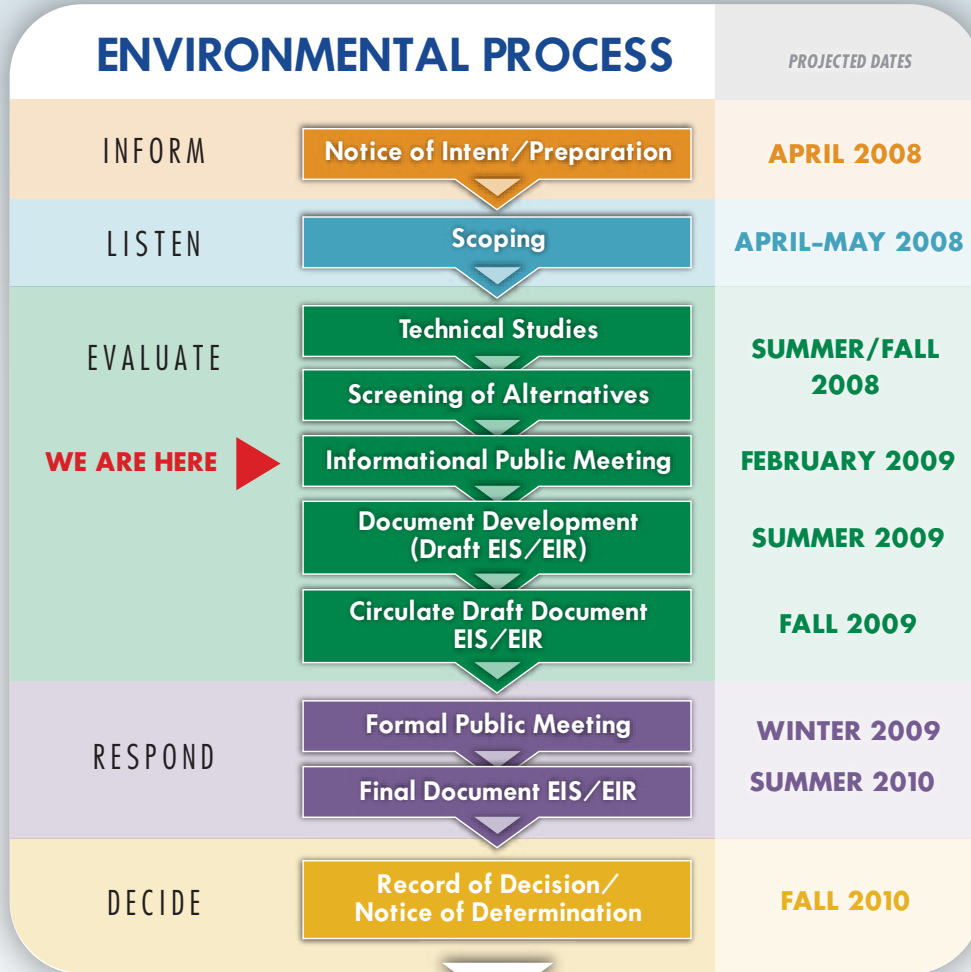 ENVIRONMENTAL PROCESS
PROJECTED DATES
INFORM
Notice of Intent/Preparation
APRIL 2008
LISTEN
Scoping
APRIL-MAY 2008
EVALUATE
Technical Studies
Screening of Alternatives
SUMMER/FALL
2008
WE ARE HERE
Informational Public Meeting
FEBRUARY 2009
Document Development
(Draft EIS/EIR)
SUMMER 2009
Circulate Draft Document
EIS/EIR
FALL 2009
RESPOND
Formal Public Meeting
WINTER 2009
Final Document EIS/EIR
SUMMER 2010
DECIDE
Record of Decision/
Notice of Determination
FALL 2010